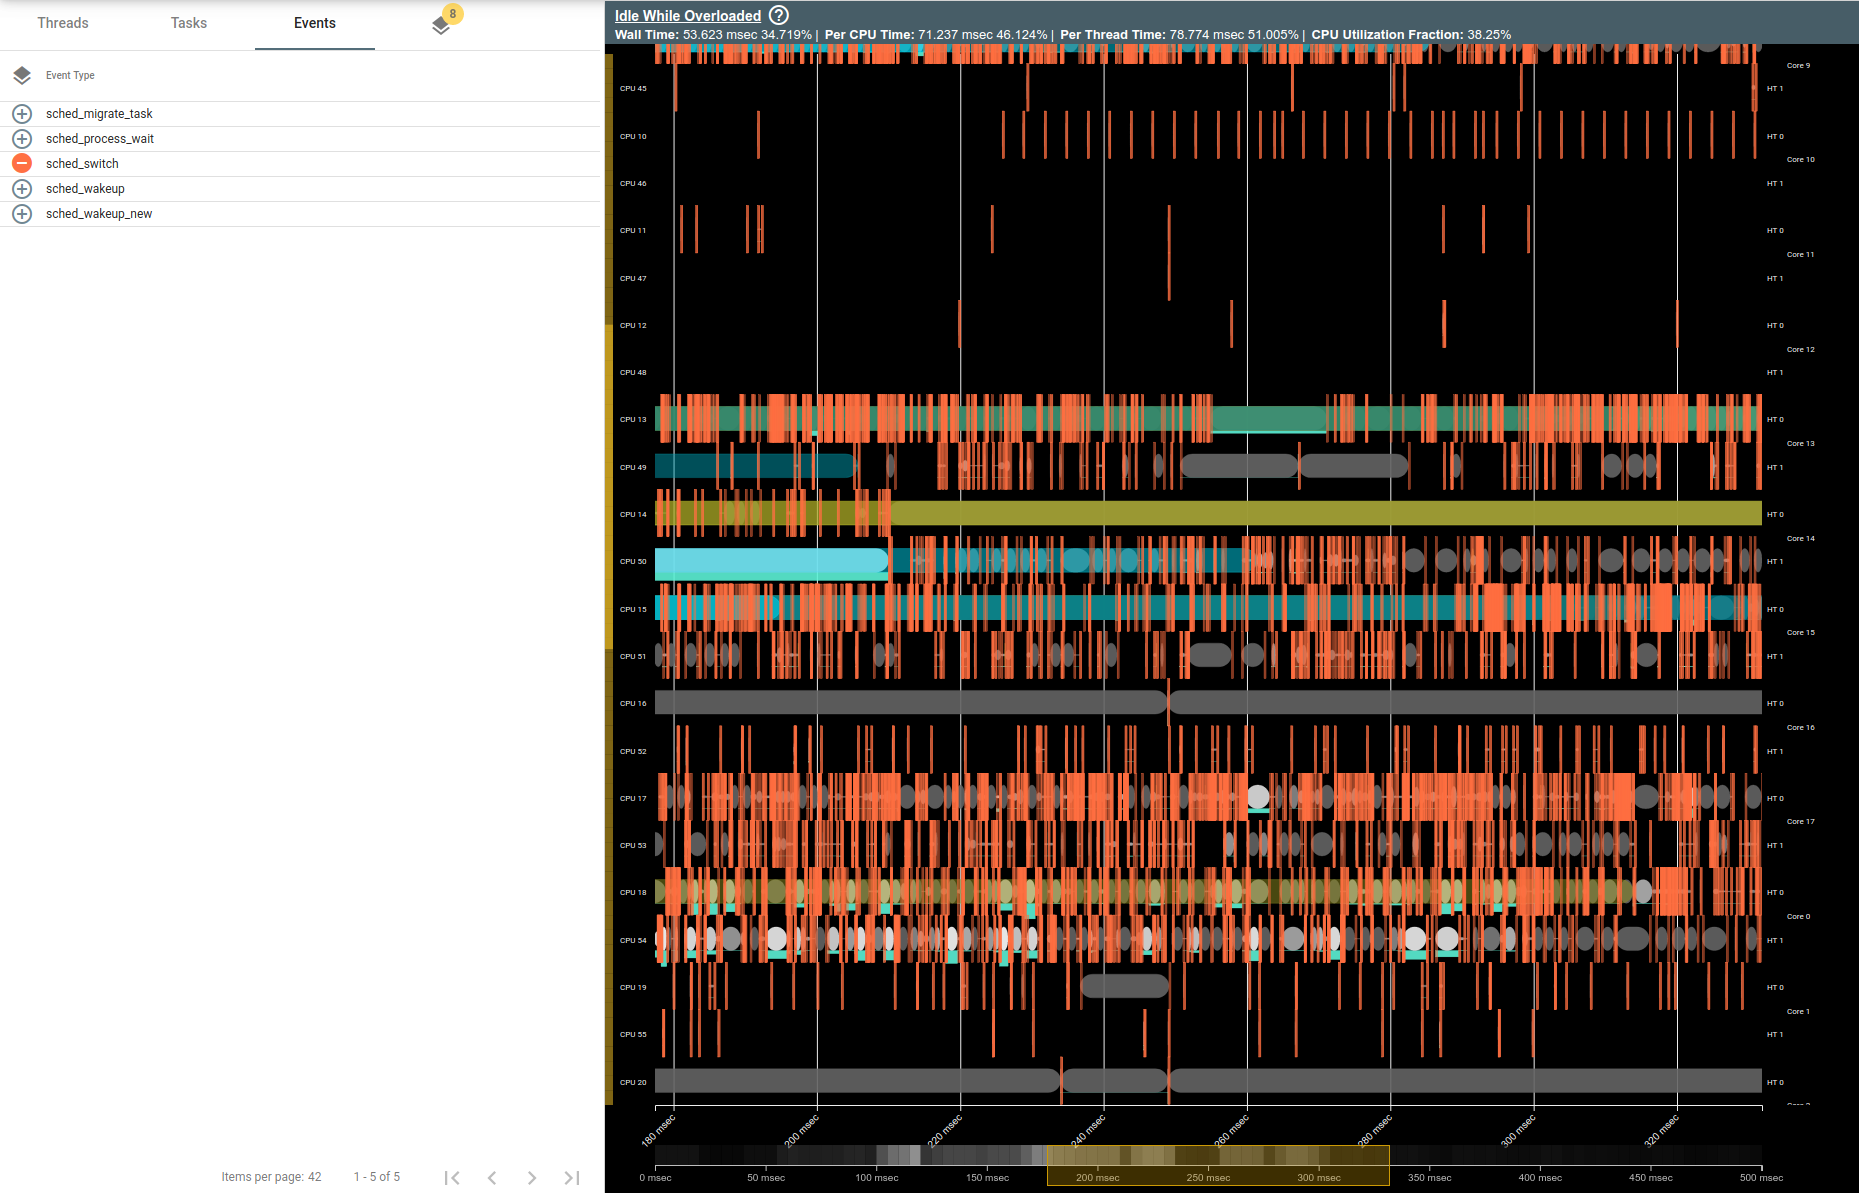 Threads Tasks Events 8
Event Type
sched_migrate_task
sched_process_wait
sched_switch
sched_wakeup
sched_wakeup_new
Items per page: 42 1 - 5 of 5
Idle While Overloaded ?
Wall Time: 53.623 msec 34.719% | Per CPU Time: 71.237 msec 46.124% | Per Thread Time: 78.774 msec 51.005% | CPU Utilization Fraction: 38.25%
Core 9
CPU 45 HT 1
CPU 10 HT 0
Core 10
CPU 46 HT 1
CPU 11 HT 0
Core 11
CPU 47 HT 1
CPU 12 HT 0
Core 12
CPU 48 HT 1
CPU 13 HT 0
Core 13
CPU 49 HT 1
CPU 14 HT 0
Core 14
CPU 50 HT 1
CPU 15 HT 0
Core 15
CPU 51 HT 1
CPU 16 HT 0
Core 16
CPU 52 HT 1
CPU 17 HT 0
Core 17
CPU 53 HT 1
CPU 18 HT 0
Core 0
CPU 54 HT 1
CPU 19 HT 0
Core 1
CPU 55 HT 1
CPU 20 HT 0
180 msec 200 msec 220 msec 240 msec 260 msec 280 msec 300 msec 320 msec
0 msec 50 msec 100 msec 150 msec 200 msec 250 msec 300 msec 350 msec 400 msec 450 msec 500 msec